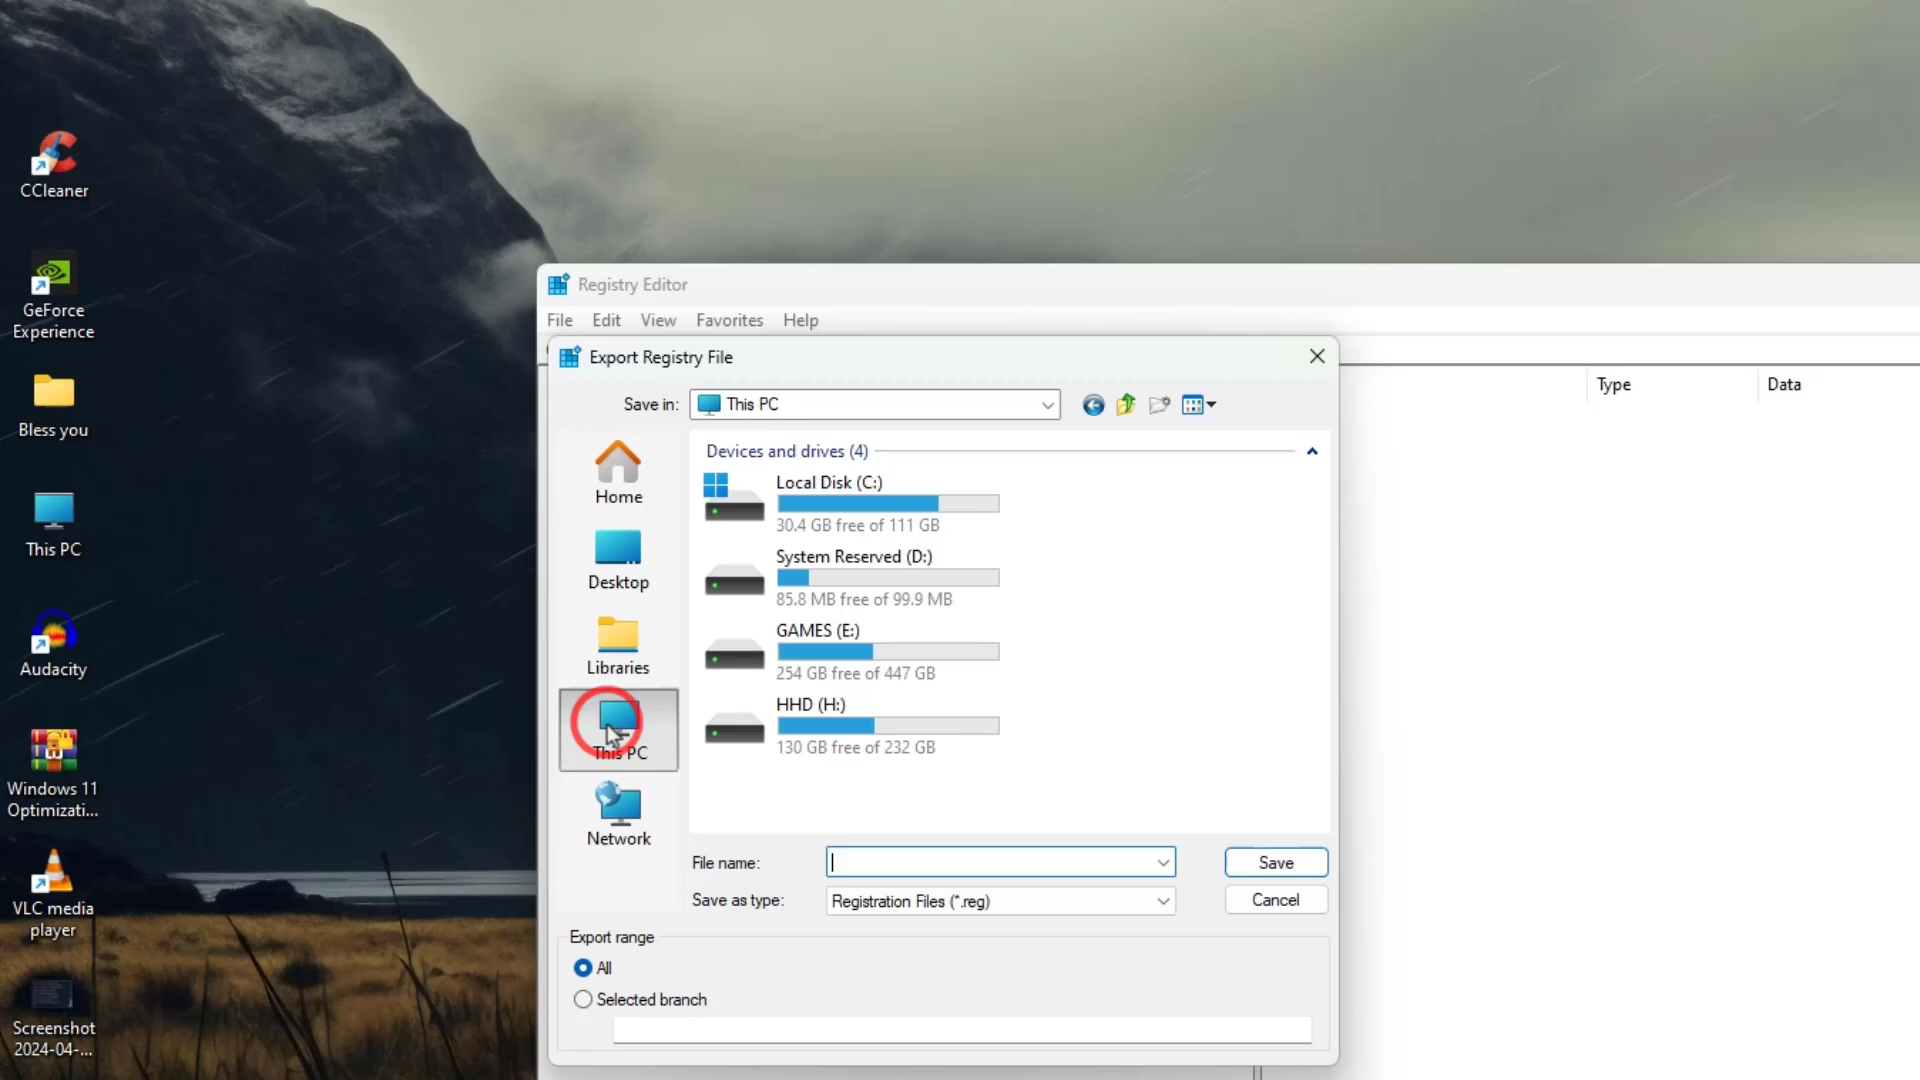 CCleaner
GeForce
Experience
Bless you
This PC
Audacity
Windows 11
Optimizati...
VLC media
player
Screenshot
2024-04-...
Registry Editor
File Edit View Favorites Help
Export Registry File
Type Data
Save in: This PC
Home
Desktop
Libraries
This PC
Network
Devices and drives (4)
Local Disk (C:)
30.4 GB free of 111 GB
System Reserved (D:)
85.8 MB free of 99.9 MB
GAMES (E:)
254 GB free of 447 GB
HHD (H:)
130 GB free of 232 GB
File name: Save
Save as type: Registration Files (*.reg) Cancel
Export range
All
Selected branch